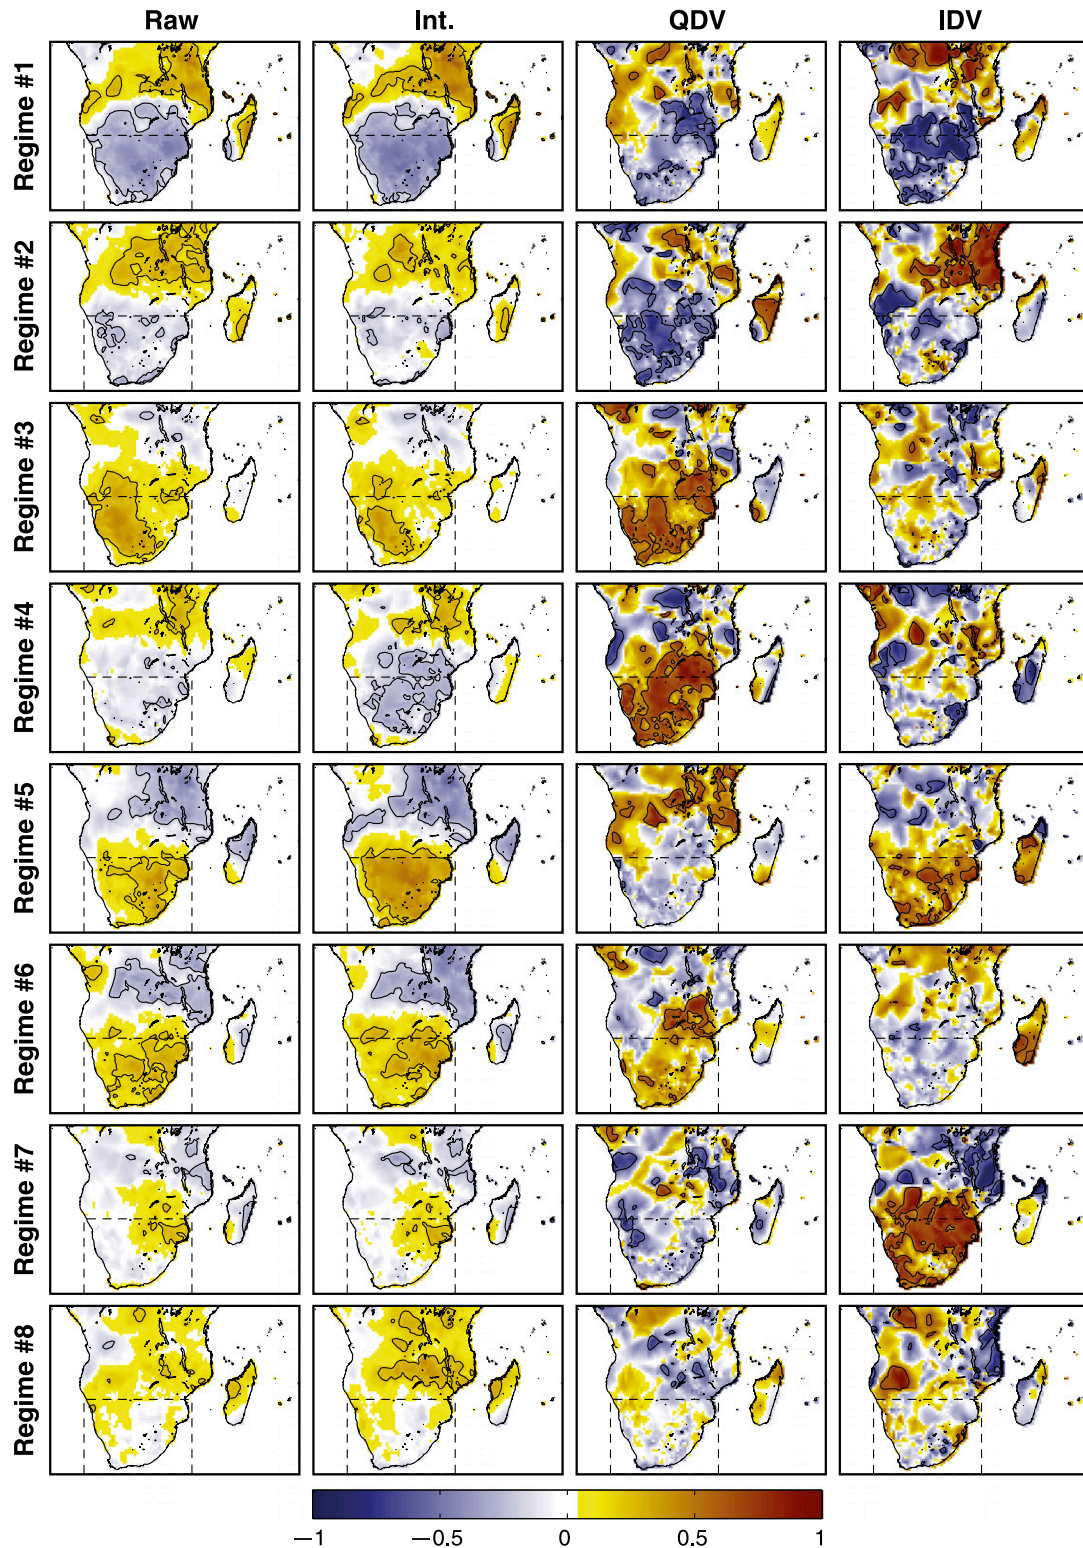 Raw Int. QDV IDV
Regime #1
Regime #2
Regime #3
Regime #4
Regime #5
Regime #6
Regime #7
Regime #8
−1 −0.5 0 0.5 1